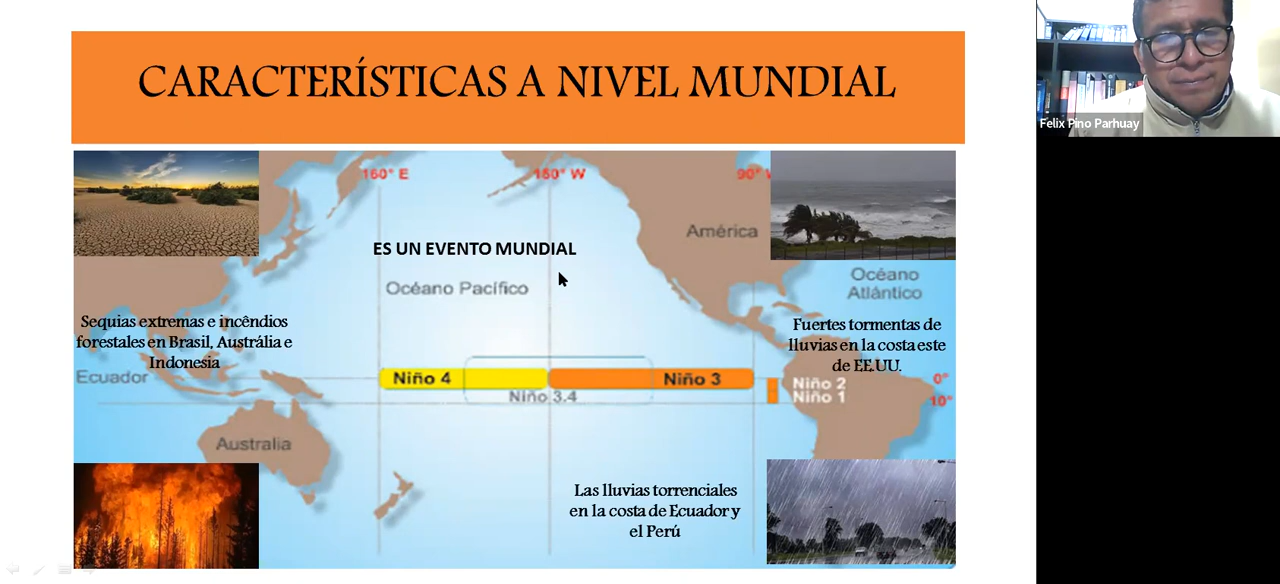 CARACTERÍSTICAS A NIVEL MUNDIAL
Felix Pino Parhuay
160° E
180° W
90°
América
ES UN EVENTO MUNDIAL
Océano Pacífico
Océano
Atlántico
Sequias extremas e incêndios
forestales en Brasil, Austrália e
Indonesia
Fuertes tormentas de
lluvias en la costa este
de EE.UU.
Ecuador
Niño 4
Niño 3
Niño 3.4
Niño 2
Niño 1
0°
10°
Australia
Las lluvias torrenciales
en la costa de Ecuador y
el Perú